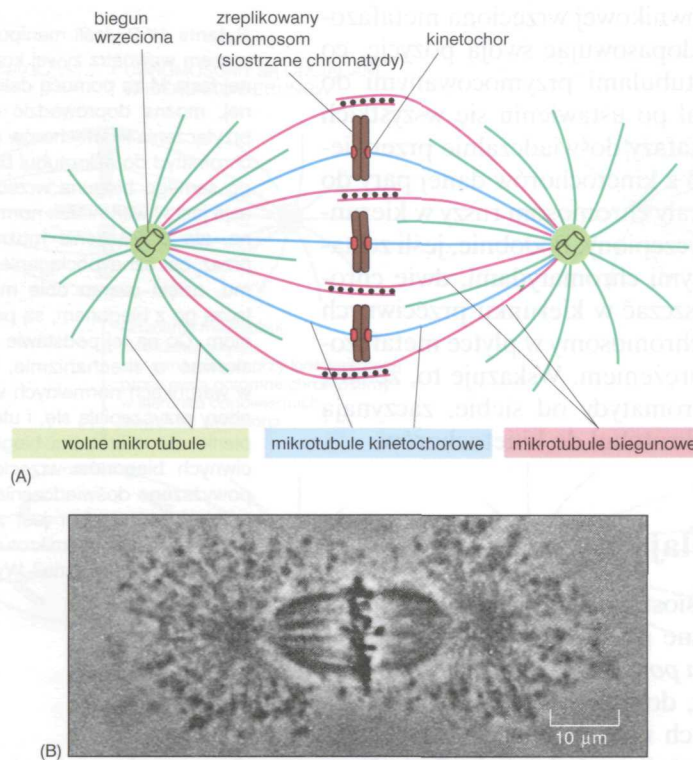 biegun
wrzeciona
zreplikowany
chromosom
(siostrzane chromatydy)
kinetochor
wolne mikrotubule
mikrotubule kinetochorowe
mikrotubule biegunowe
(A)
(B)
10 μm